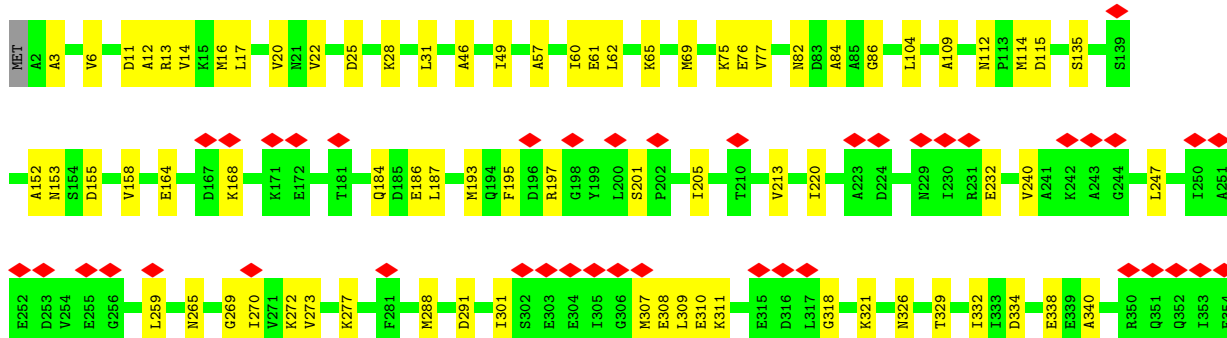 MET A2 A3 V6 D11 A12 R13 V14 K15 M16 L17 V20 N21 V22 D25 K28 L31 A46 I49 A57 I60 E61 L62 K65 M69 K75 E76 V77 N82 D83 A84 A85 G86 L104 A109 N112 P113 M114 D115 S135 S139
A152 N153 S154 D155 V158 E164 D167 K168 K171 E172 T181 Q184 D185 E186 L187 M193 Q194 F195 D196 R197 G198 Y199 L200 S201 P202 I205 T210 V213 I220 A223 D224 N229 I230 R231 E232 V240 A241 K242 A243 G244 L247 I250 A251
E252 D253 V254 E255 G256 L259 N265 G269 I270 V271 K272 V273 K277 F281 M288 D291 I301 S302 E303 E304 I305 G306 M307 E308 L309 E310 K311 E315 D316 L317 G318 K321 N326 T329 I332 I333 D334 E338 E339 A340 R350 Q351 Q352 I353